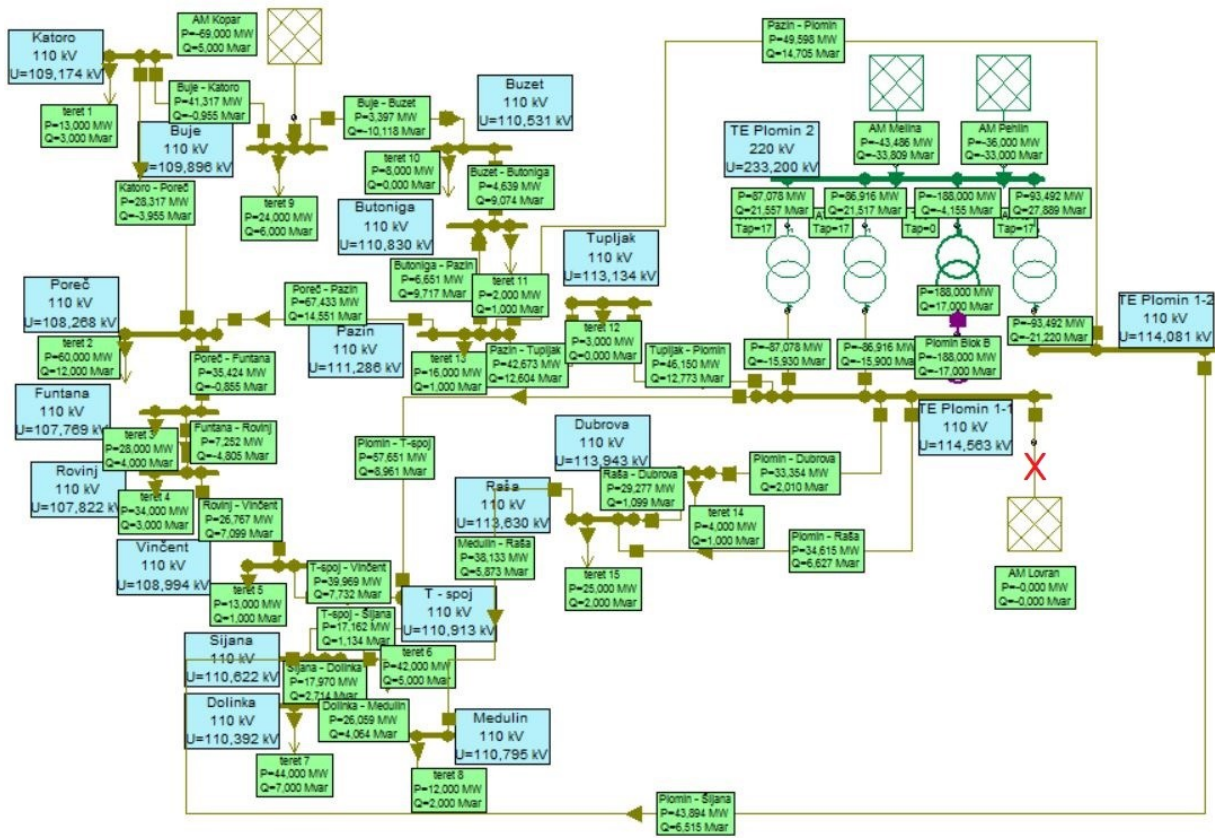 AM Kopar
P=-69,000 MW
Q=5,000 Mvar
Katoro
110 kV
U=109,174 kV
teret 1
P=13,000 MW
Q=3,000 Mvar
Buje - Katoro
P=41,317 MW
Q=-0,955 Mvar
Buje
110 kV
U=109,896 kV
Buje - Buzet
P=3,397 MW
Q=-10,118 Mvar
Buzet
110 kV
U=110,531 kV
Pazin - Plomin
P=49,598 MW
Q=14,705 Mvar
teret 10
P=8,000 MW
Q=0,000 Mvar
Buzet - Butoniga
P=4,639 MW
Q=9,074 Mvar
Katoro - Poreč
P=28,317 MW
Q=-3,955 Mvar
teret 9
P=24,000 MW
Q=6,000 Mvar
Butoniga
110 kV
U=110,830 kV
TE Plomin 2
220 kV
U=233,200 kV
AM Melina
P=-43,486 MW
Q=-33,809 Mvar
AM Pehlin
P=-36,000 MW
Q=-33,000 Mvar
P=87,078 MW
Q=21,557 Mvar
P=86,916 MW
Q=21,517 Mvar
P=-188,000 MW
Q=-4,155 Mvar
P=93,492 MW
Q=27,889 Mvar
Tap=17
Tap=17
Tap=0
Tap=17
Tupljak
110 kV
U=113,134 kV
Butoniga - Pazin
P=6,651 MW
Q=9,717 Mvar
teret 11
P=2,000 MW
Q=1,000 Mvar
Poreč
110 kV
U=108,268 kV
Poreč - Pazin
P=67,433 MW
Q=14,551 Mvar
Pazin
110 kV
U=111,286 kV
teret 12
P=3,000 MW
Q=0,000 Mvar
P=188,000 MW
Q=17,000 Mvar
TE Plomin 1-2
110 kV
U=114,081 kV
teret 2
P=60,000 MW
Q=12,000 Mvar
Poreč - Funtana
P=35,424 MW
Q=-0,855 Mvar
teret 13
P=16,000 MW
Q=1,000 Mvar
Pazin - Tupljak
P=42,673 MW
Q=12,604 Mvar
Tupljak - Plomin
P=46,150 MW
Q=12,773 Mvar
P=-87,078 MW
Q=-15,930 Mvar
P=-86,916 MW
Q=-15,900 Mvar
Plomin Blok B
P=-188,000 MW
Q=-17,000 Mvar
P=-93,492 MW
Q=-21,220 Mvar
Funtana
110 kV
U=107,769 kV
teret 3
P=28,000 MW
Q=4,000 Mvar
Funtana - Rovinj
P=7,252 MW
Q=-4,805 Mvar
Plomin - T-spoj
P=57,651 MW
Q=8,961 Mvar
Dubrova
110 kV
U=113,943 kV
TE Plomin 1-1
110 kV
U=114,563 kV
Rovinj
110 kV
U=107,822 kV
teret 4
P=34,000 MW
Q=3,000 Mvar
Rovinj - Vinčent
P=26,767 MW
Q=7,099 Mvar
Raša
110 kV
U=113,630 kV
Raša - Dubrova
P=29,277 MW
Q=1,099 Mvar
Plomin - Dubrova
P=33,354 MW
Q=2,010 Mvar
X
teret 14
P=4,000 MW
Q=1,000 Mvar
Plomin - Raša
P=34,615 MW
Q=6,627 Mvar
Vinčent
110 kV
U=108,994 kV
teret 5
P=13,000 MW
Q=1,000 Mvar
T-spoj - Vinčent
P=39,969 MW
Q=7,732 Mvar
Medulin - Raša
P=38,133 MW
Q=5,873 Mvar
teret 15
P=25,000 MW
Q=2,000 Mvar
AM Lovran
P=-0,000 MW
Q=-0,000 Mvar
T - spoj
110 kV
U=110,913 kV
T-spoj - Šijana
P=17,162 MW
Q=1,134 Mvar
Šijana
110 kV
U=110,622 kV
Šijana - Dolinka
P=17,970 MW
Q=2,714 Mvar
teret 6
P=42,000 MW
Q=5,000 Mvar
Dolinka
110 kV
U=110,392 kV
Dolinka - Medulin
P=26,059 MW
Q=4,064 Mvar
Medulin
110 kV
U=110,795 kV
teret 7
P=44,000 MW
Q=7,000 Mvar
teret 8
P=12,000 MW
Q=2,000 Mvar
Plomin - Šijana
P=43,894 MW
Q=6,515 Mvar